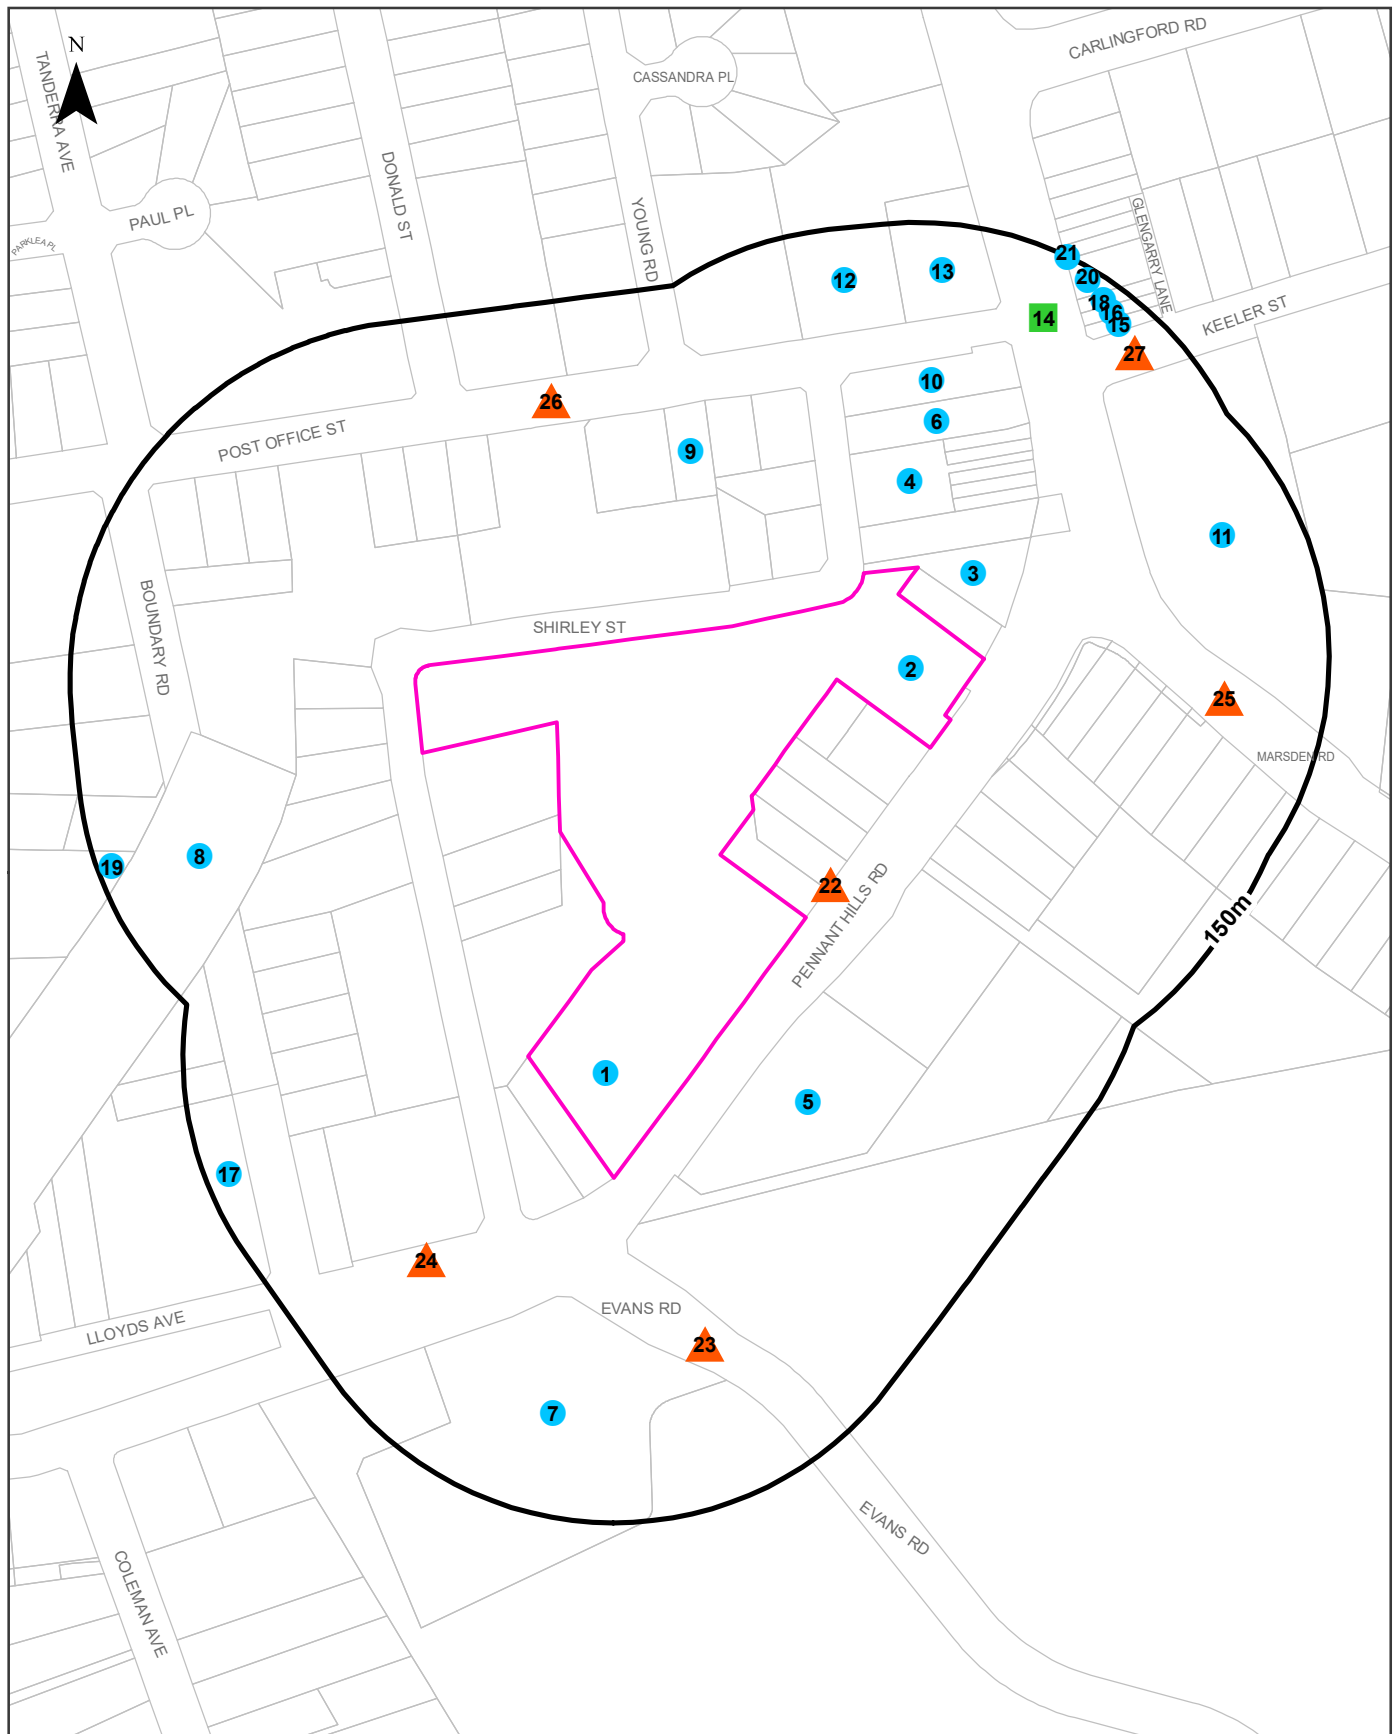 CARLINGFORD RD
N
TANDERRA AVE
CASSANDRA PL
DONALD ST
PAUL PL
PARKLEA PL
YOUNG RD
GLENGARRY LANE
21
12
13
20
18
16
15
14
KEELER ST
27
10
26
6
POST OFFICE ST
9
4
11
3
BOUNDARY RD
SHIRLEY ST
2
25
MARSDEN RD
8
19
22
PENNANT HILLS RD
150m
1
5
17
24
EVANS RD
LLOYDS AVE
23
7
EVANS RD
COLEMAN AVE